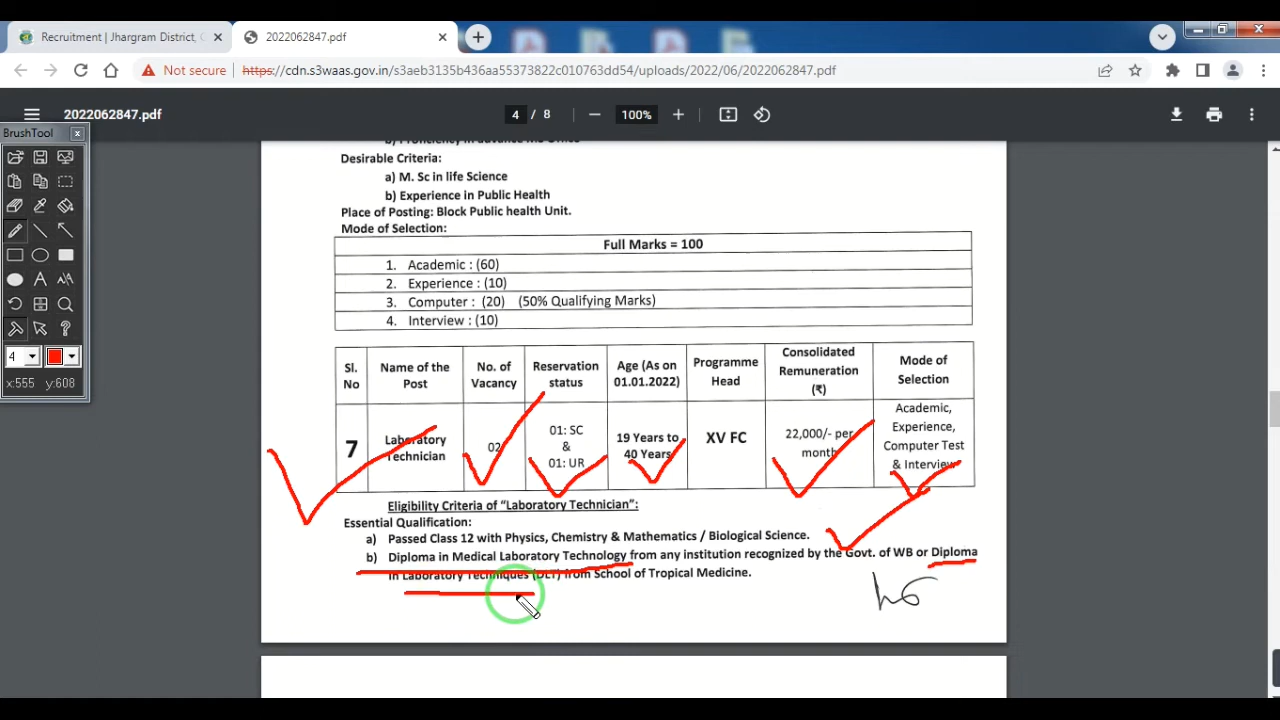 Recruitment | Jhargram District, G
2022062847.pdf
Not secure
https://cdn.s3waas.gov.in/s3aeb3135b436aa55373822c010763dd54/uploads/2022/06/2022062847.pdf
2022062847.pdf
4 / 8
100%
BrushTool
4
x:555 y:608
b) Proficiency in advance MS Office
Desirable Criteria:
a) M. Sc in life Science
b) Experience in Public Health
Place of Posting: Block Public health Unit.
Mode of Selection:
Full Marks = 100
1. Academic : (60)
2. Experience : (10)
3. Computer : (20) (50% Qualifying Marks)
4. Interview : (10)
Sl. No
Name of the Post
No. of Vacancy
Reservation status
Age (As on 01.01.2022)
Programme Head
Consolidated Remuneration (₹)
Mode of Selection
7
Laboratory Technician
02
01: SC & 01: UR
19 Years to 40 Years
XV FC
22,000/- per month
Academic, Experience, Computer Test & Interview
Eligibility Criteria of "Laboratory Technician":
Essential Qualification:
a) Passed Class 12 with Physics, Chemistry & Mathematics / Biological Science.
b) Diploma in Medical Laboratory Technology from any institution recognized by the Govt. of WB or Diploma
in Laboratory Techniques (DLT) from School of Tropical Medicine.